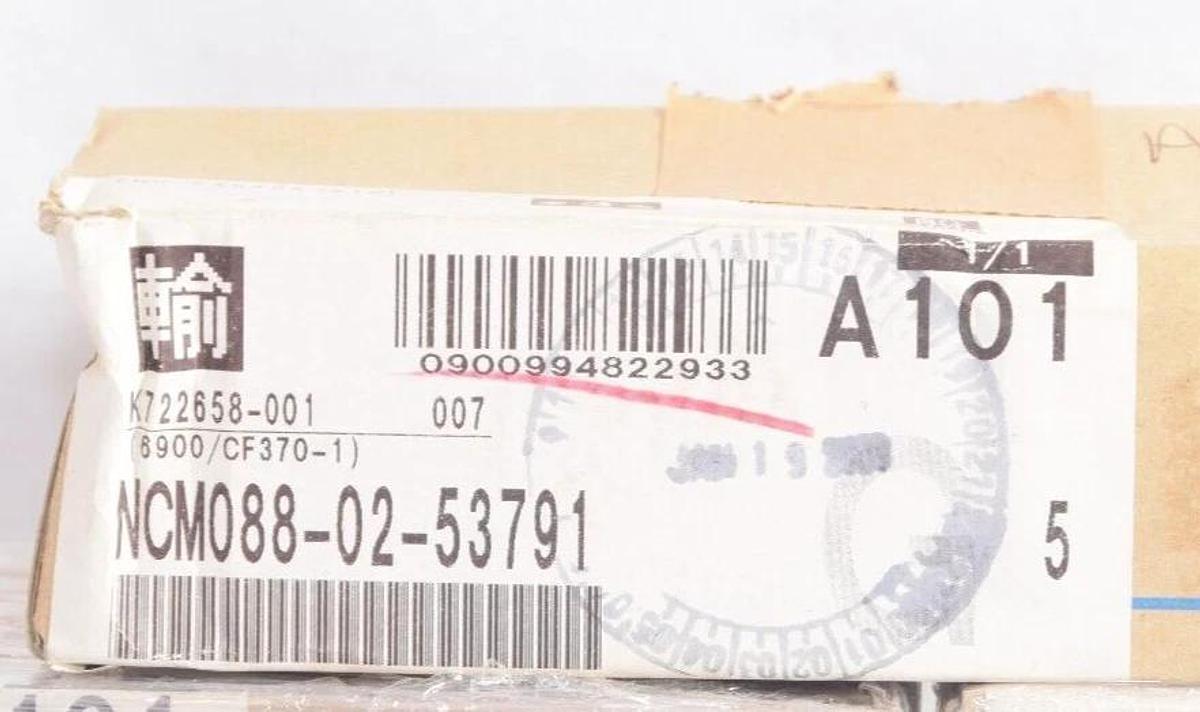 輸
1/1
A101
0900994822933
K722658-001 007
(6900/CF370-1)
NCM088-02-53791
5